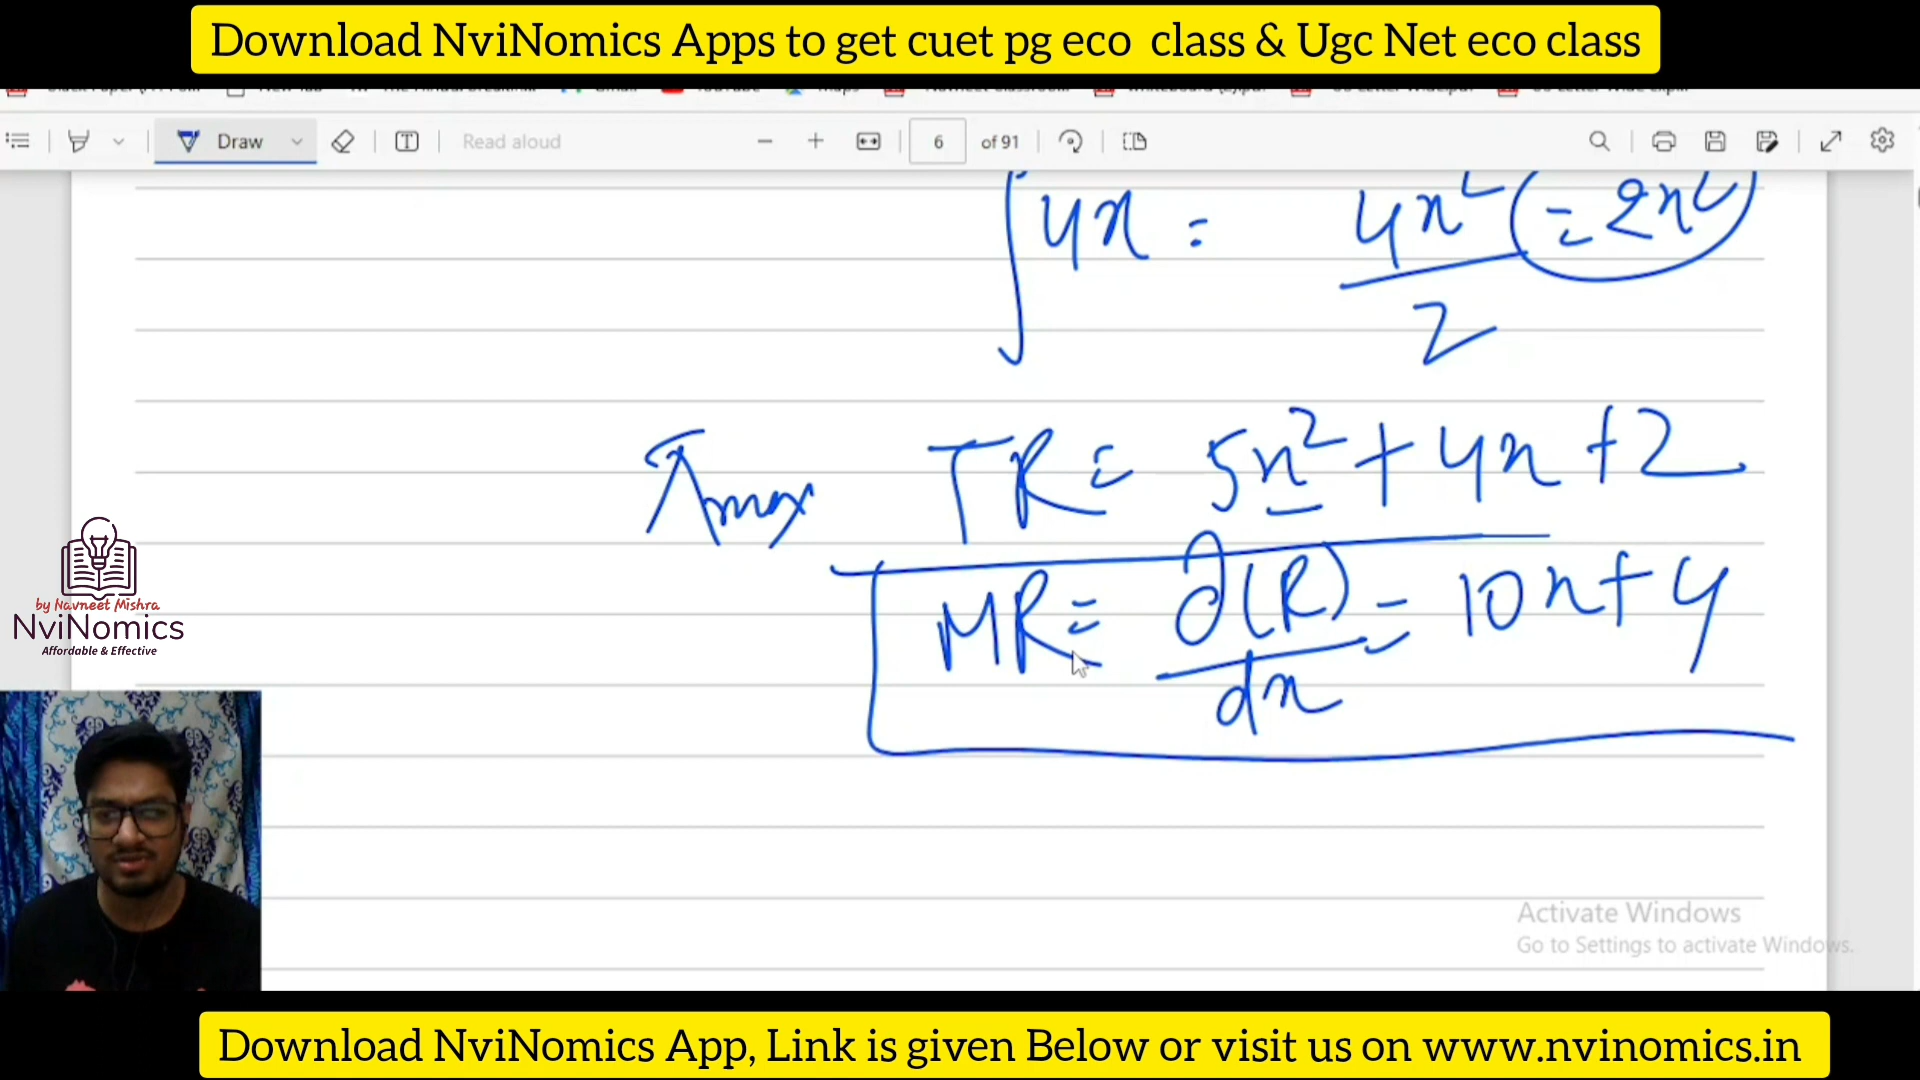 Download NviNomics Apps to get cuet pg eco class & Ugc Net eco class
Draw Read aloud 6 of 91
∫4x = 4x²/2 = 2x²
πmax TR = 5x² + 4x + 2
MR = d(R)/dx = 10x + 4
by Navneet Mishra
NviNomics
Affordable & Effective
Activate Windows
Go to Settings to activate Windows.
Download NviNomics App, Link is given Below or visit us on www.nvinomics.in